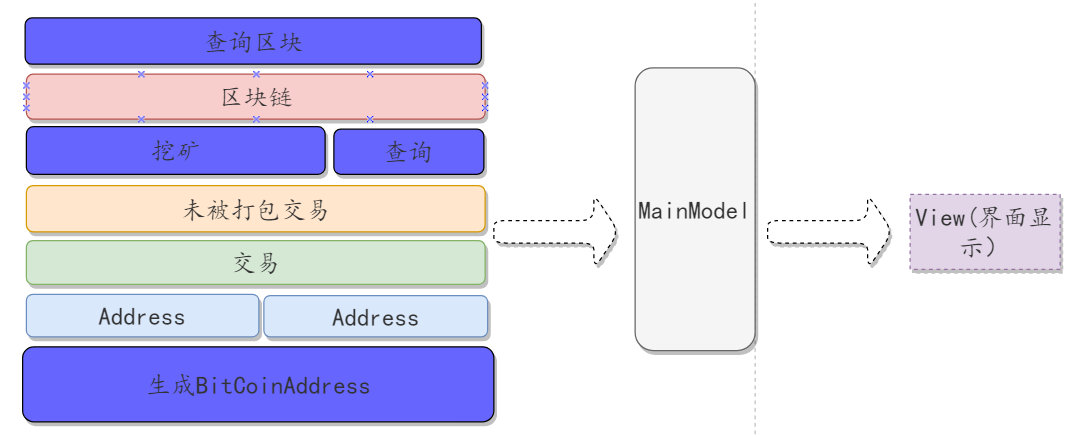 查询区块
区块链
挖矿
查询
未被打包交易
交易
Address
Address
生成BitCoinAddress
MainModel
View(界面显
示)